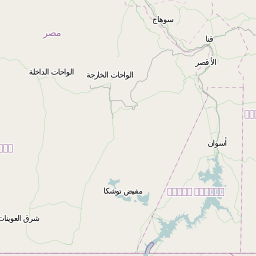 سوهاج
مصر
قنا
الأقصر
الواحات الخارجة
الواحات الداخلة
أسوان
مفيض توشكا
شرق العوينات